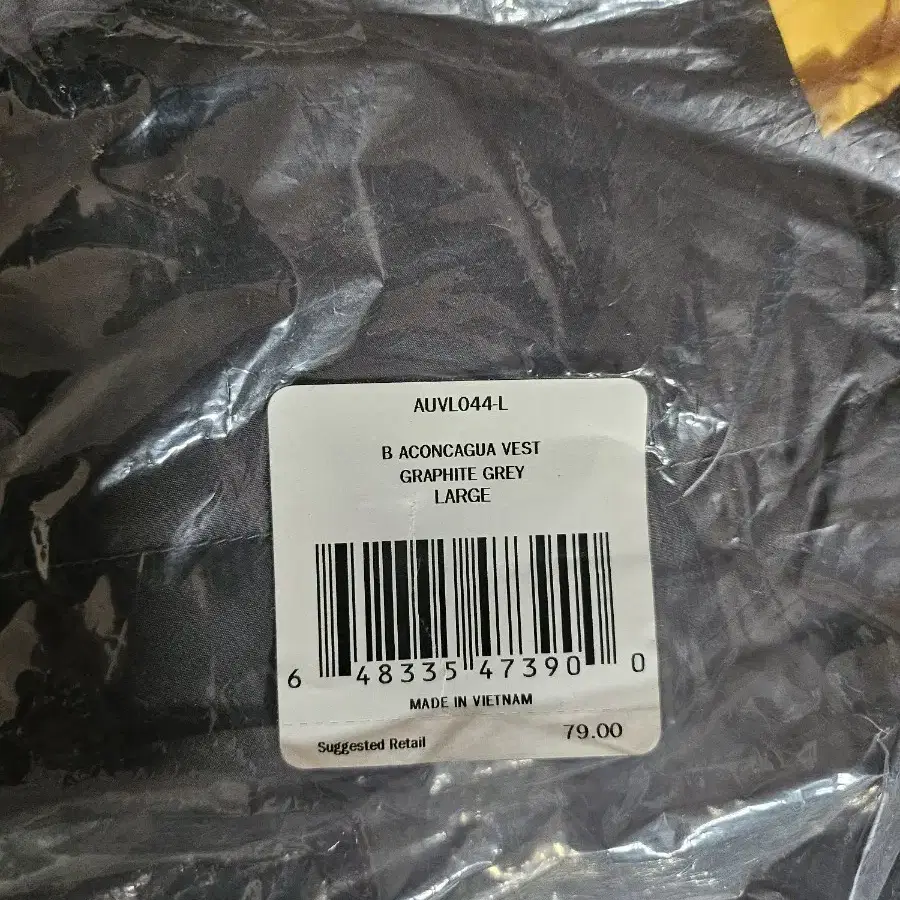 AUVL044-L
B ACONCAGUA VEST
GRAPHITE GREY
LARGE
6 48335 47390 0
MADE IN VIETNAM
Suggested Retail 79.00